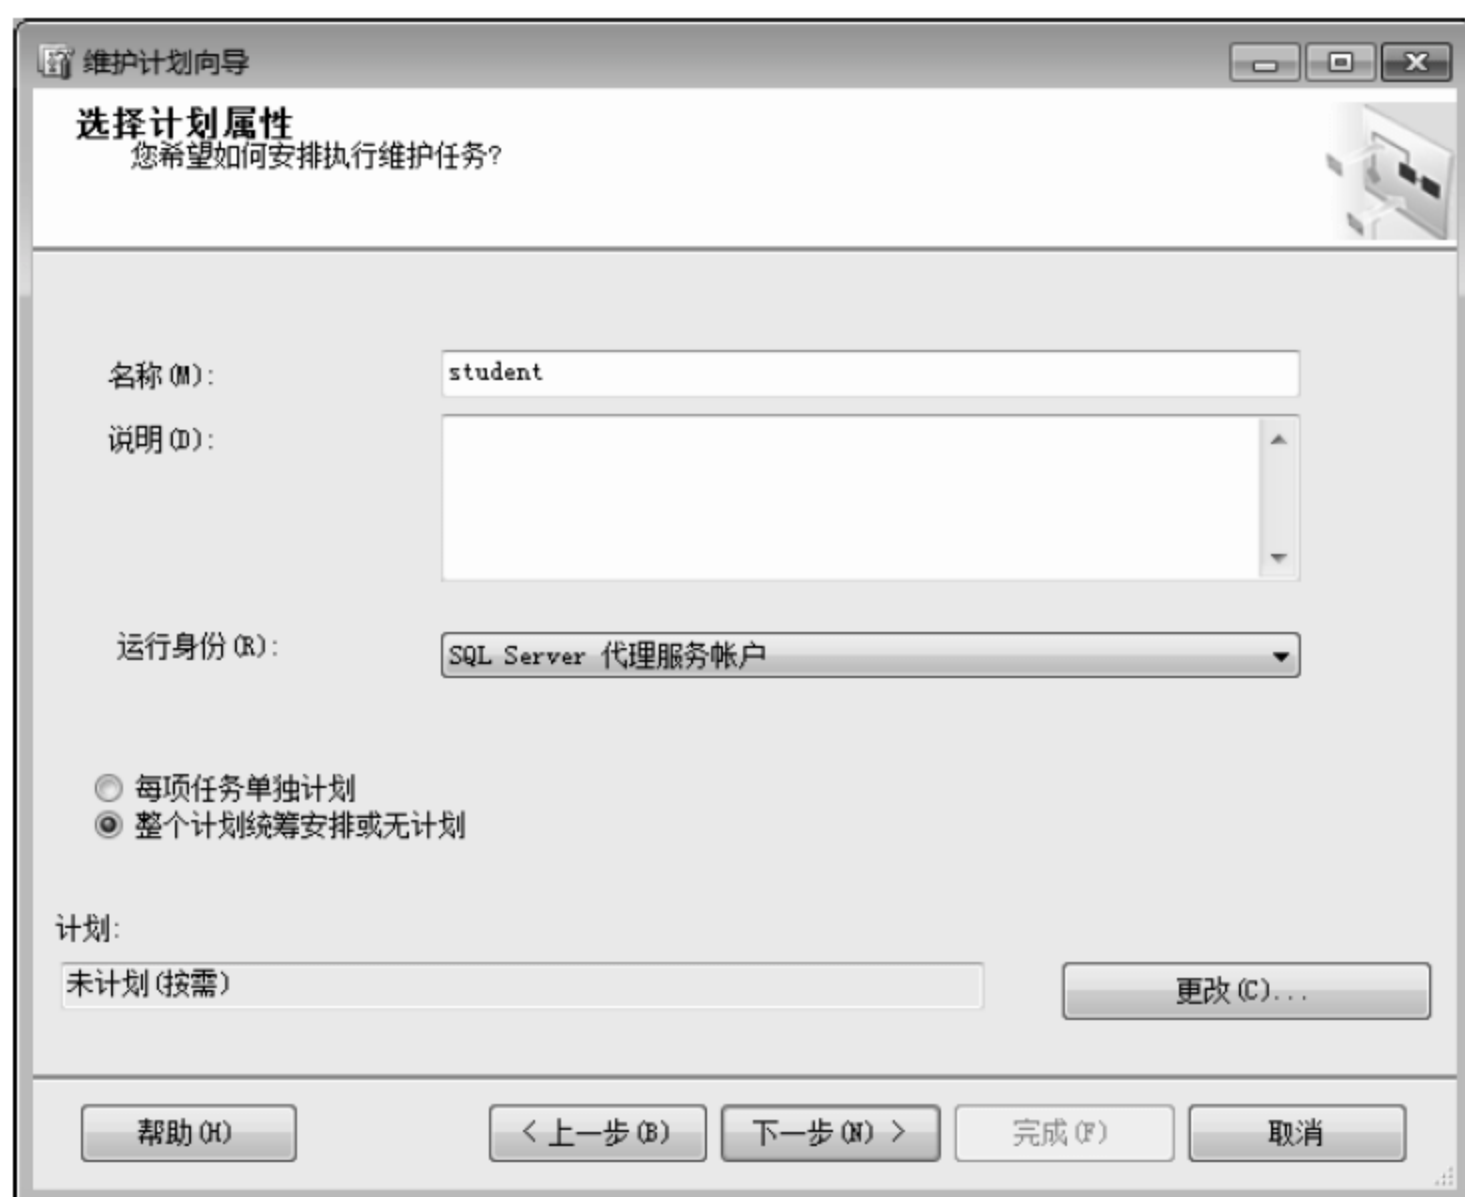 维护计划向导
选择计划属性
您希望如何安排执行维护任务?
名称(M):
student
说明(D):
运行身份(R):
SQL Server 代理服务帐户
每项任务单独计划
整个计划统筹安排或无计划
计划:
未计划(按需)
更改(C)...
帮助(H)
< 上一步(B)
下一步(N) >
完成(F)
取消